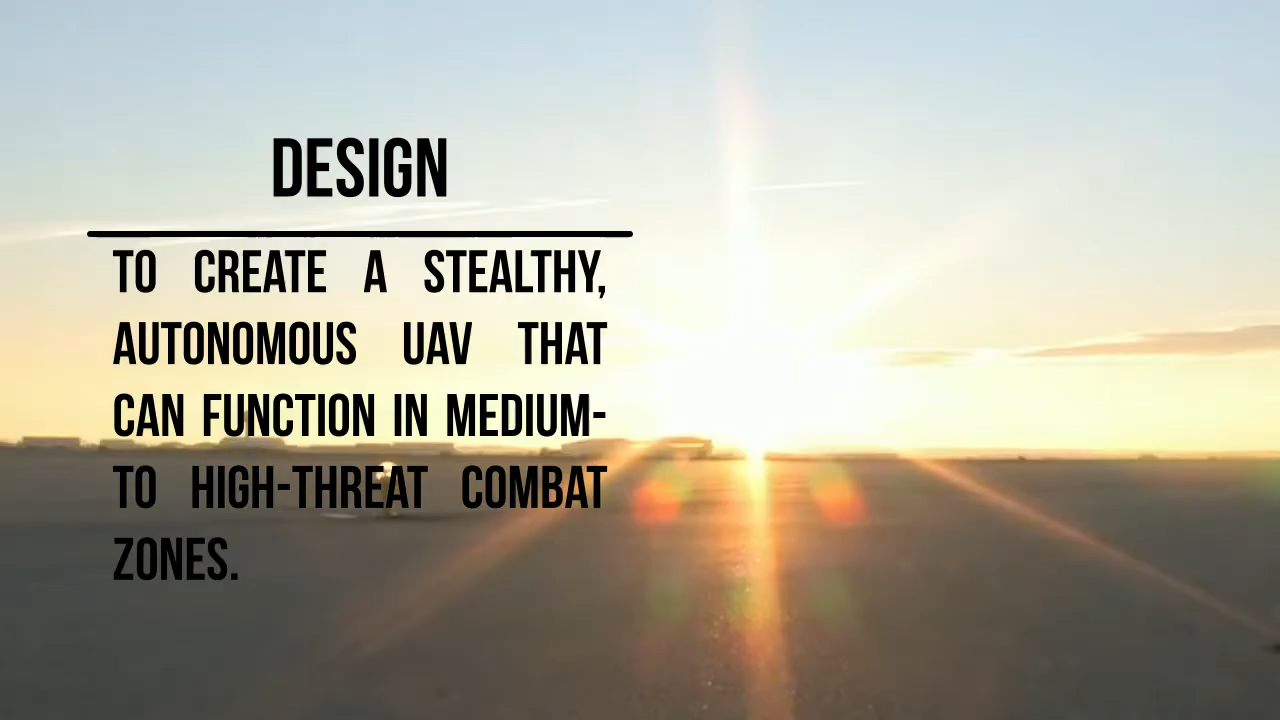 DESIGN
TO CREATE A STEALTHY,
AUTONOMOUS UAV THAT
CAN FUNCTION IN MEDIUM-
TO HIGH-THREAT COMBAT
ZONES.